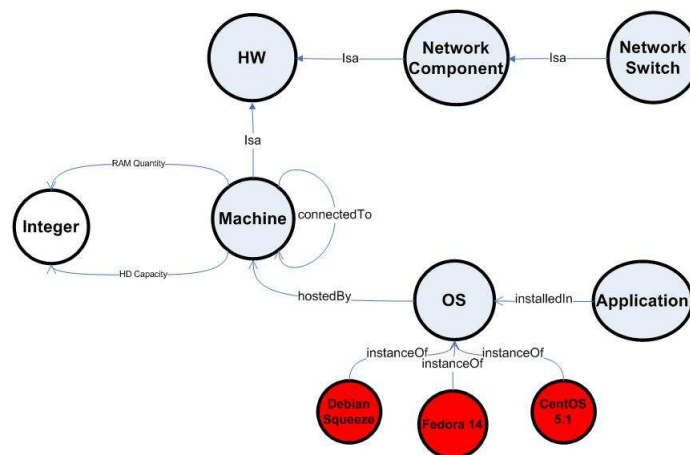 HW
Network
Component
Network
Switch
Isa
Isa
Isa
RAM Quantity
Integer
Machine
connectedTo
HD Capacity
hostedBy
OS
installedIn
Application
instanceOf
instanceOf
instanceOf
Debian
Squeeze
Fedora 14
CentOS
5.1